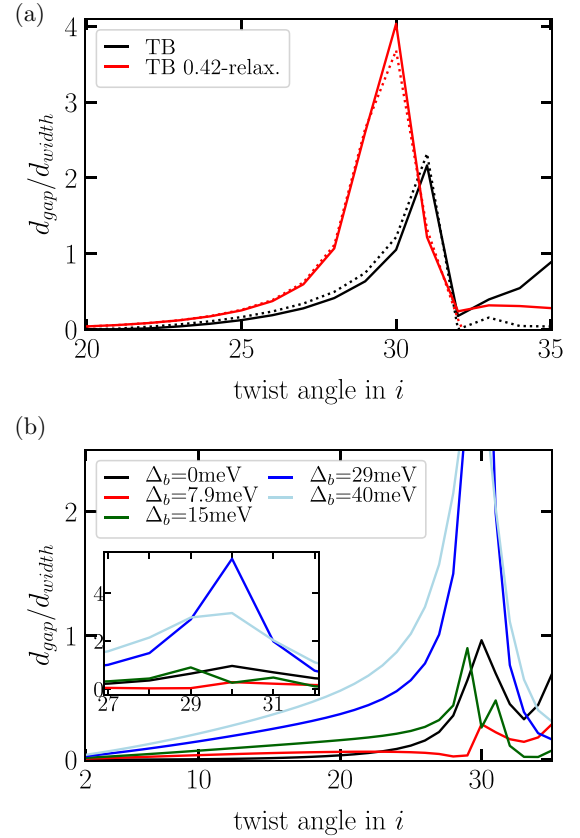 (a)
4
3
2
1
0
d_gap/d_width
TB
TB 0.42-relax.
20 25 30 35
twist angle in i
(b)
2
1
0
d_gap/d_width
Δ_b=0meV Δ_b=29meV
Δ_b=7.9meV Δ_b=40meV
Δ_b=15meV
4
2
0
27 29 31
2 10 20 30
twist angle in i